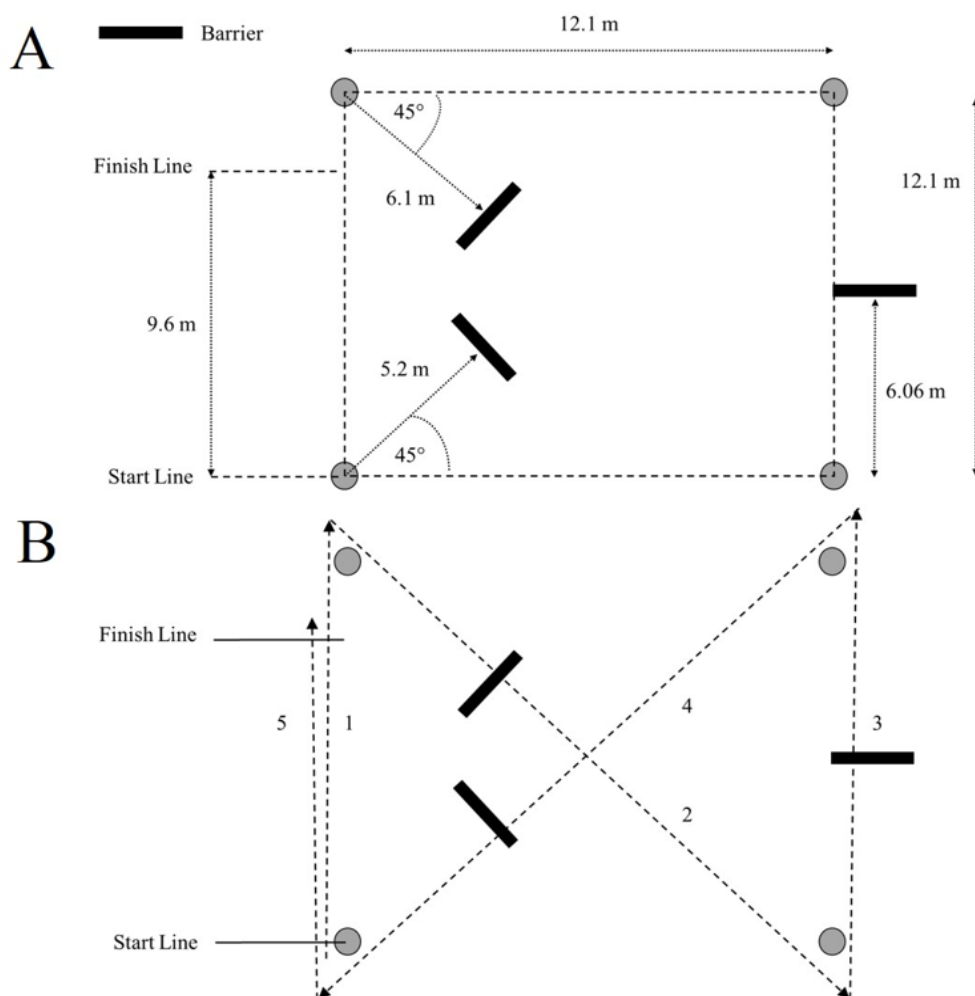 A
Barrier
12.1 m
45°
Finish Line
6.1 m
12.1 m
9.6 m
5.2 m
6.06 m
45°
Start Line
B
Finish Line
5
1
4
3
2
Start Line